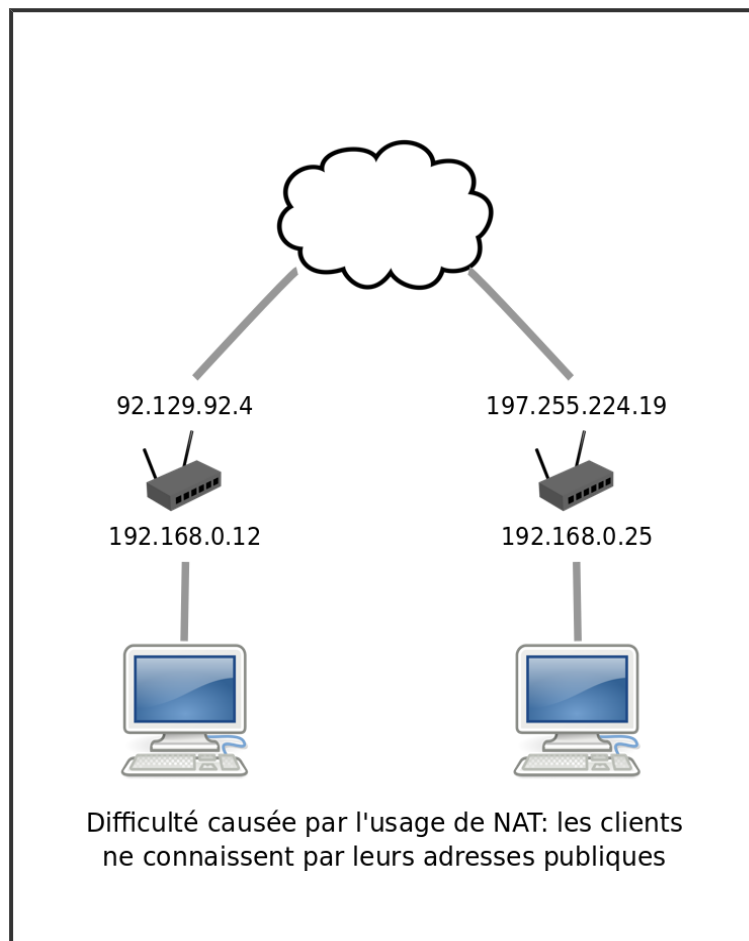 92.129.92.4
197.255.224.19
192.168.0.12
192.168.0.25
Difficulté causée par l'usage de NAT: les clients
ne connaissent par leurs adresses publiques